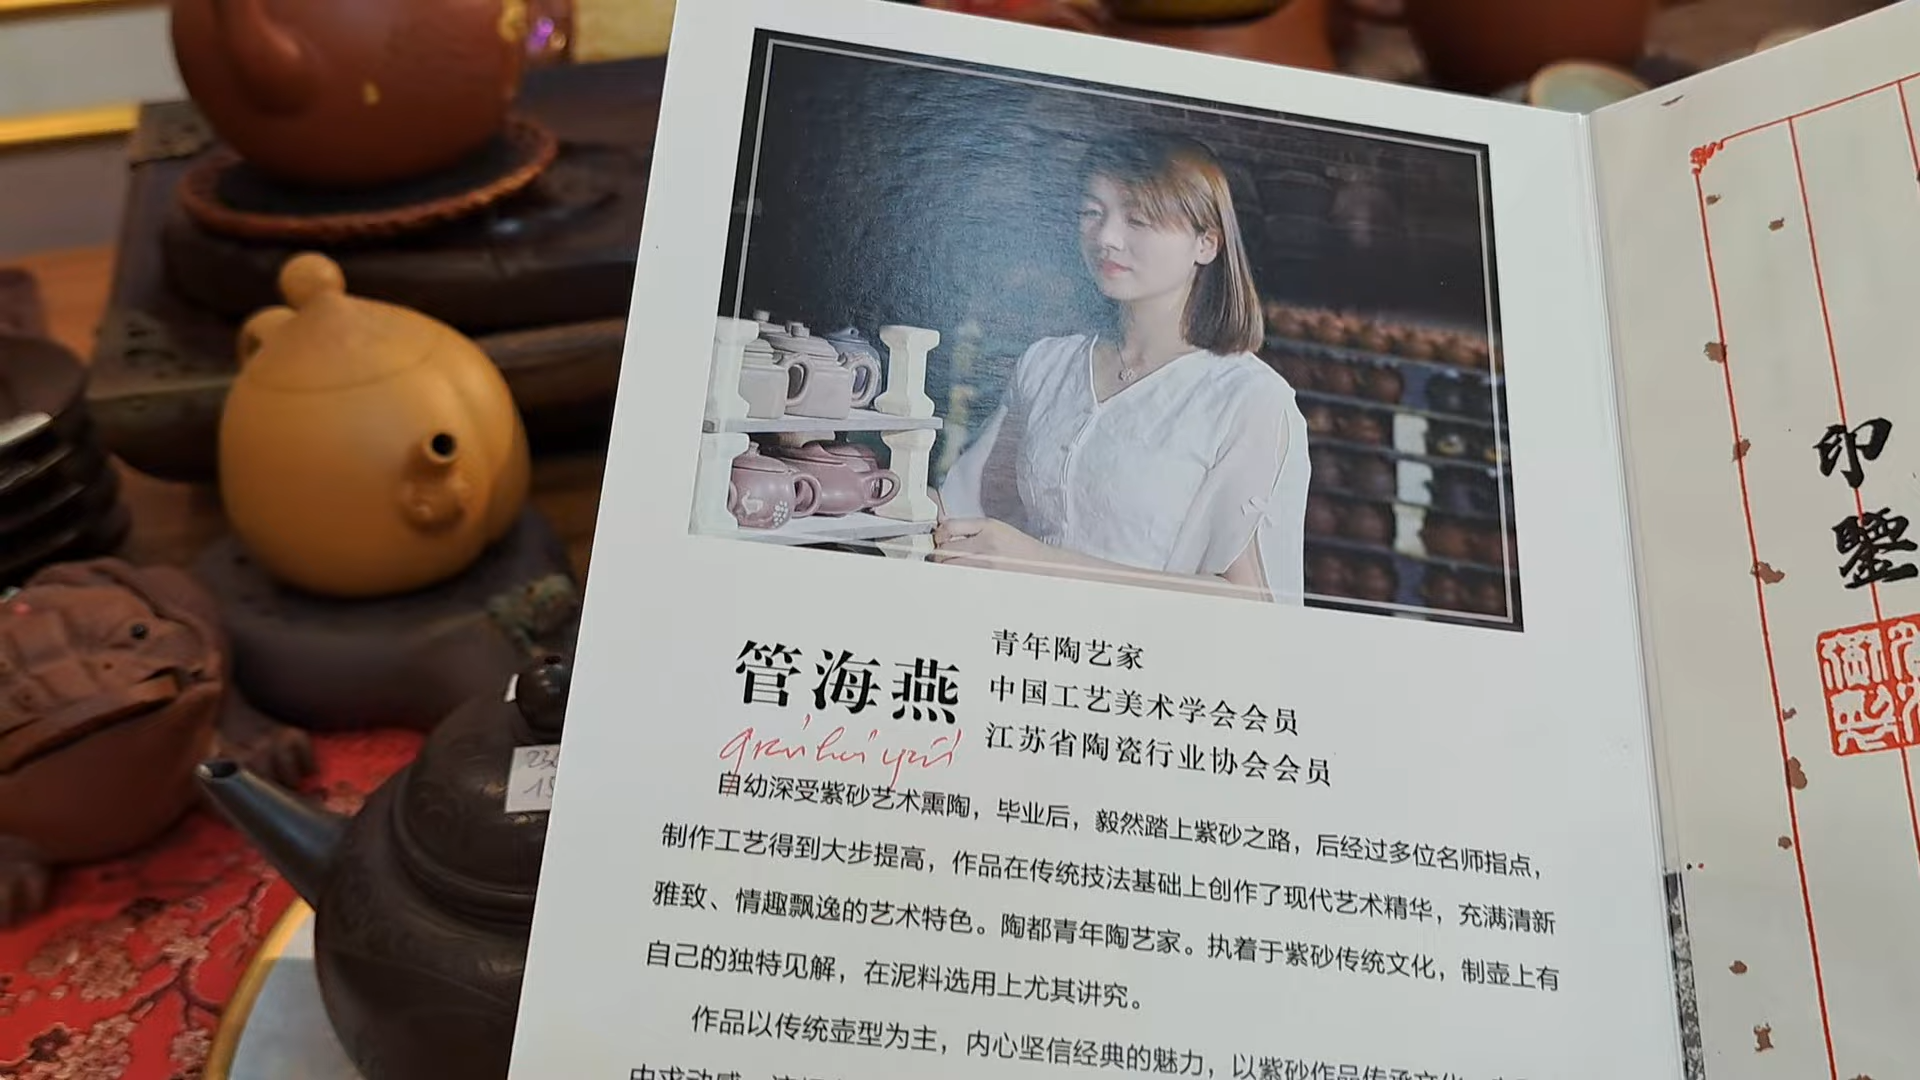 管海燕
青年陶艺家
中国工艺美术学会会员
江苏省陶瓷行业协会会员
自幼深受紫砂艺术熏陶，毕业后，毅然踏上紫砂之路，后经过多位名师指点，
制作工艺得到大步提高，作品在传统技法基础上创作了现代艺术精华，充满清新
雅致、情趣飘逸的艺术特色。陶都青年陶艺家。执着于紫砂传统文化，制壶上有
自己的独特见解，在泥料选用上尤其讲究。
作品以传统壶型为主，内心坚信经典的魅力，以紫砂作品传承文化
中求动感
印
鑒